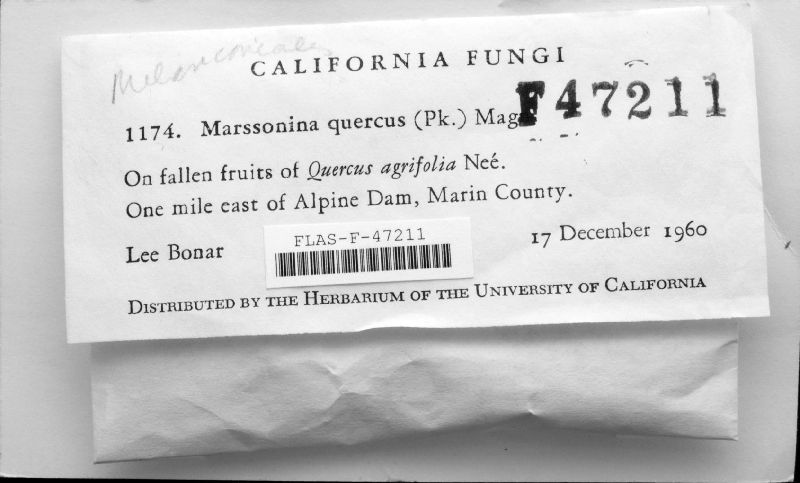 Melanconiales
CALIFORNIA FUNGI
F47211
1174. Marssonina quercus (Pk.) Mag
On fallen fruits of Quercus agrifolia Neé.
One mile east of Alpine Dam, Marin County.
Lee Bonar
FLAS-F-47211
17 December 1960
DISTRIBUTED BY THE HERBARIUM OF THE UNIVERSITY OF CALIFORNIA